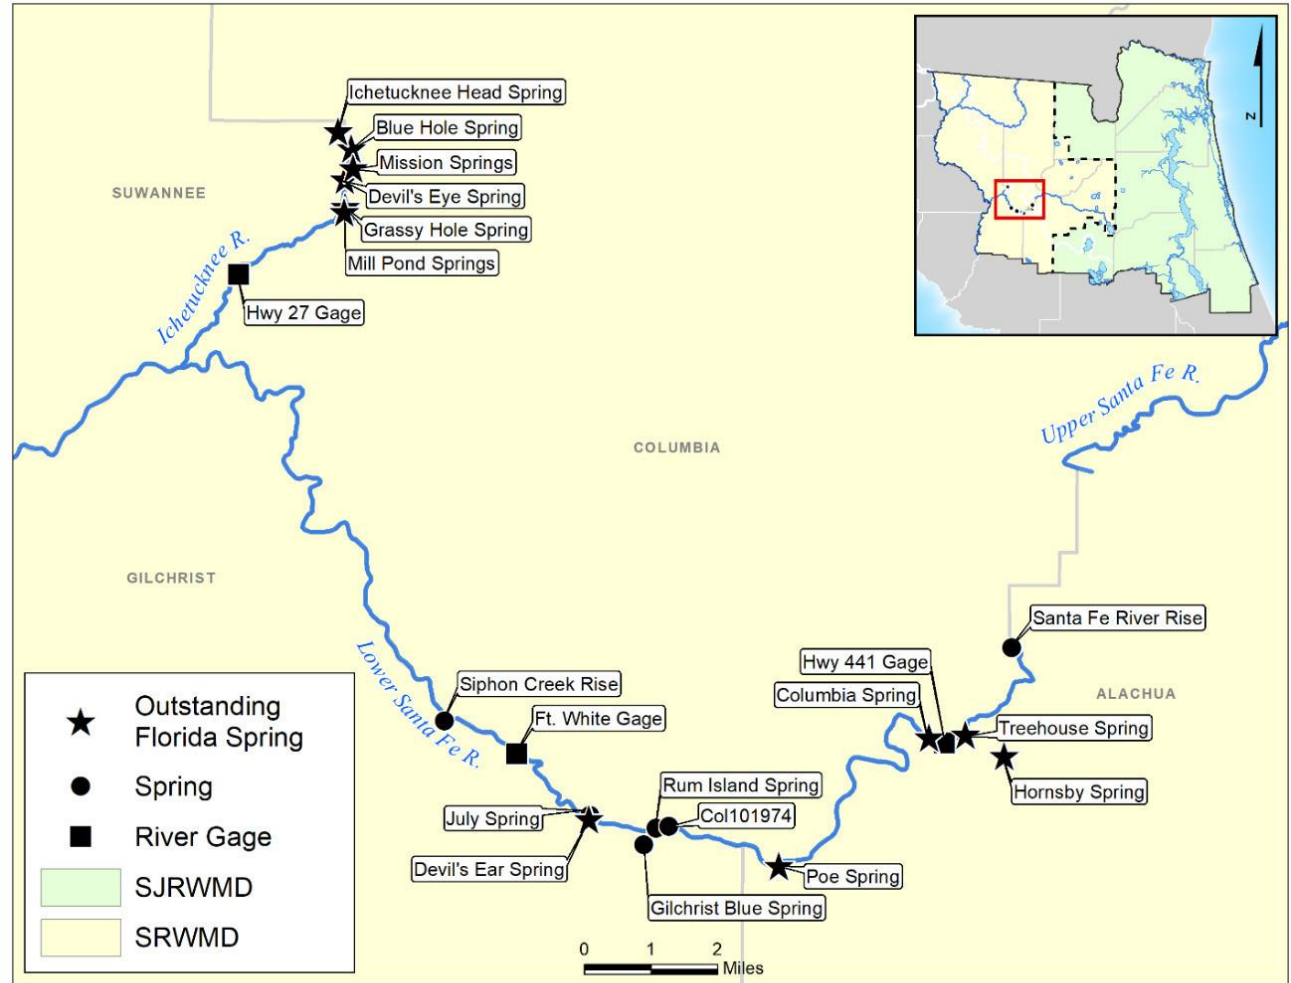 Ichetucknee Head Spring
Blue Hole Spring
Mission Springs
Devil's Eye Spring
Grassy Hole Spring
Mill Pond Springs
SUWANNEE
Ichetucknee R.
Hwy 27 Gage
N
Upper Santa Fe R.
COLUMBIA
GILCHRIST
Santa Fe River Rise
Hwy 441 Gage
Columbia Spring
ALACHUA
Treehouse Spring
Hornsby Spring
Lower Santa Fe R.
Siphon Creek Rise
Ft. White Gage
Rum Island Spring
Col101974
July Spring
Devil's Ear Spring
Poe Spring
Gilchrist Blue Spring
Outstanding
Florida Spring
Spring
River Gage
SJRWMD
SRWMD
0 1 2
Miles